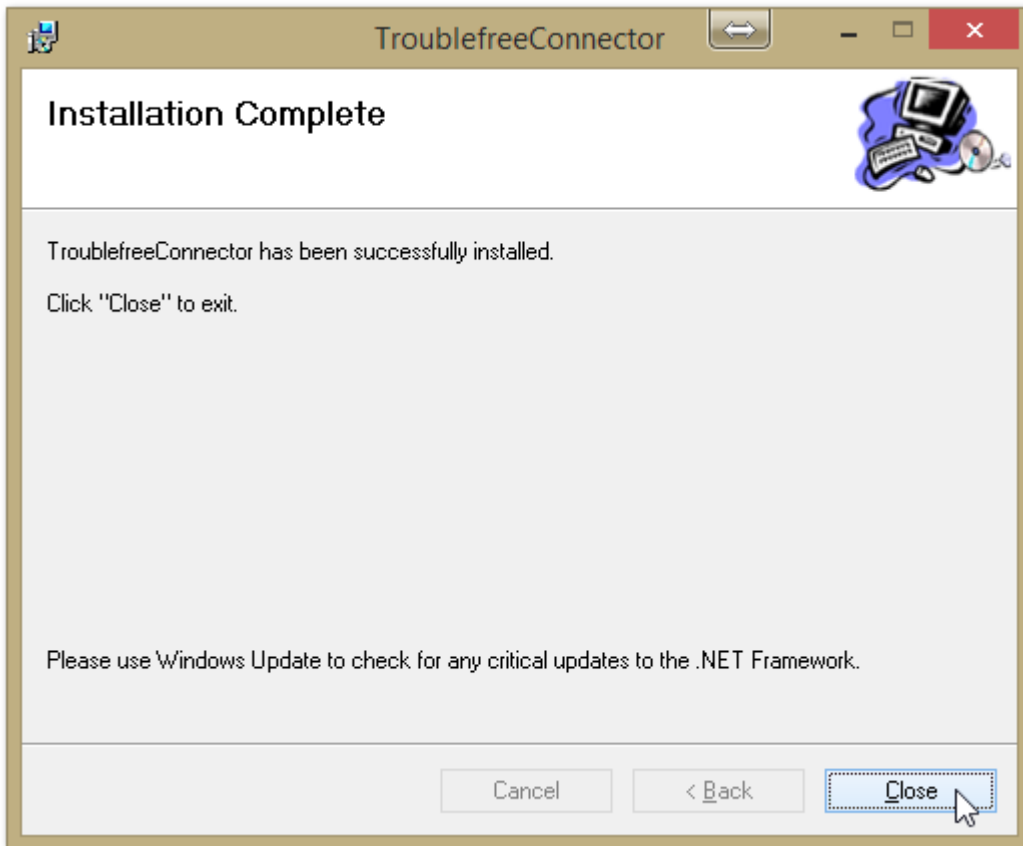 TroublefreeConnector
Installation Complete
TroublefreeConnector has been successfully installed.
Click "Close" to exit.
Please use Windows Update to check for any critical updates to the .NET Framework.
Cancel
< Back
Close